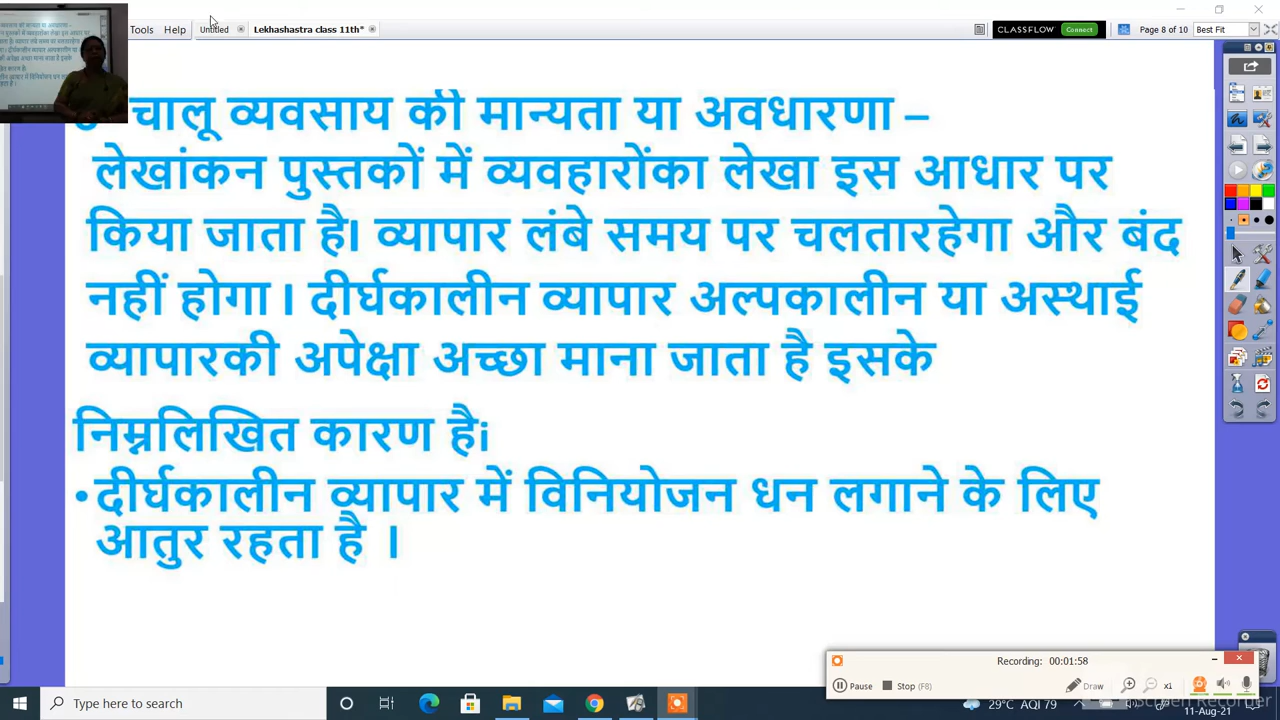 Tools Help Untitled Lekhashastra class 11th* CLASSFLOW Connect Page 8 of 10 Best Fit
चालू व्यवसाय की मान्यता या अवधारणा –
लेखांकन पुस्तकों में व्यवहारोंका लेखा इस आधार पर
किया जाता है। व्यापार लंबे समय पर चलतारहेगा और बंद
नहीं होगा । दीर्घकालीन व्यापार अल्पकालीन या अस्थाई
व्यापारकी अपेक्षा अच्छा माना जाता है इसके
निम्नलिखित कारण हैi
•दीर्घकालीन व्यापार में विनियोजन धन लगाने के लिए
आतुर रहता है ।
Recording: 00:01:58
Pause Stop (F8) x1 Draw
Type here to search
29°C AQI 79
11-Aug-21